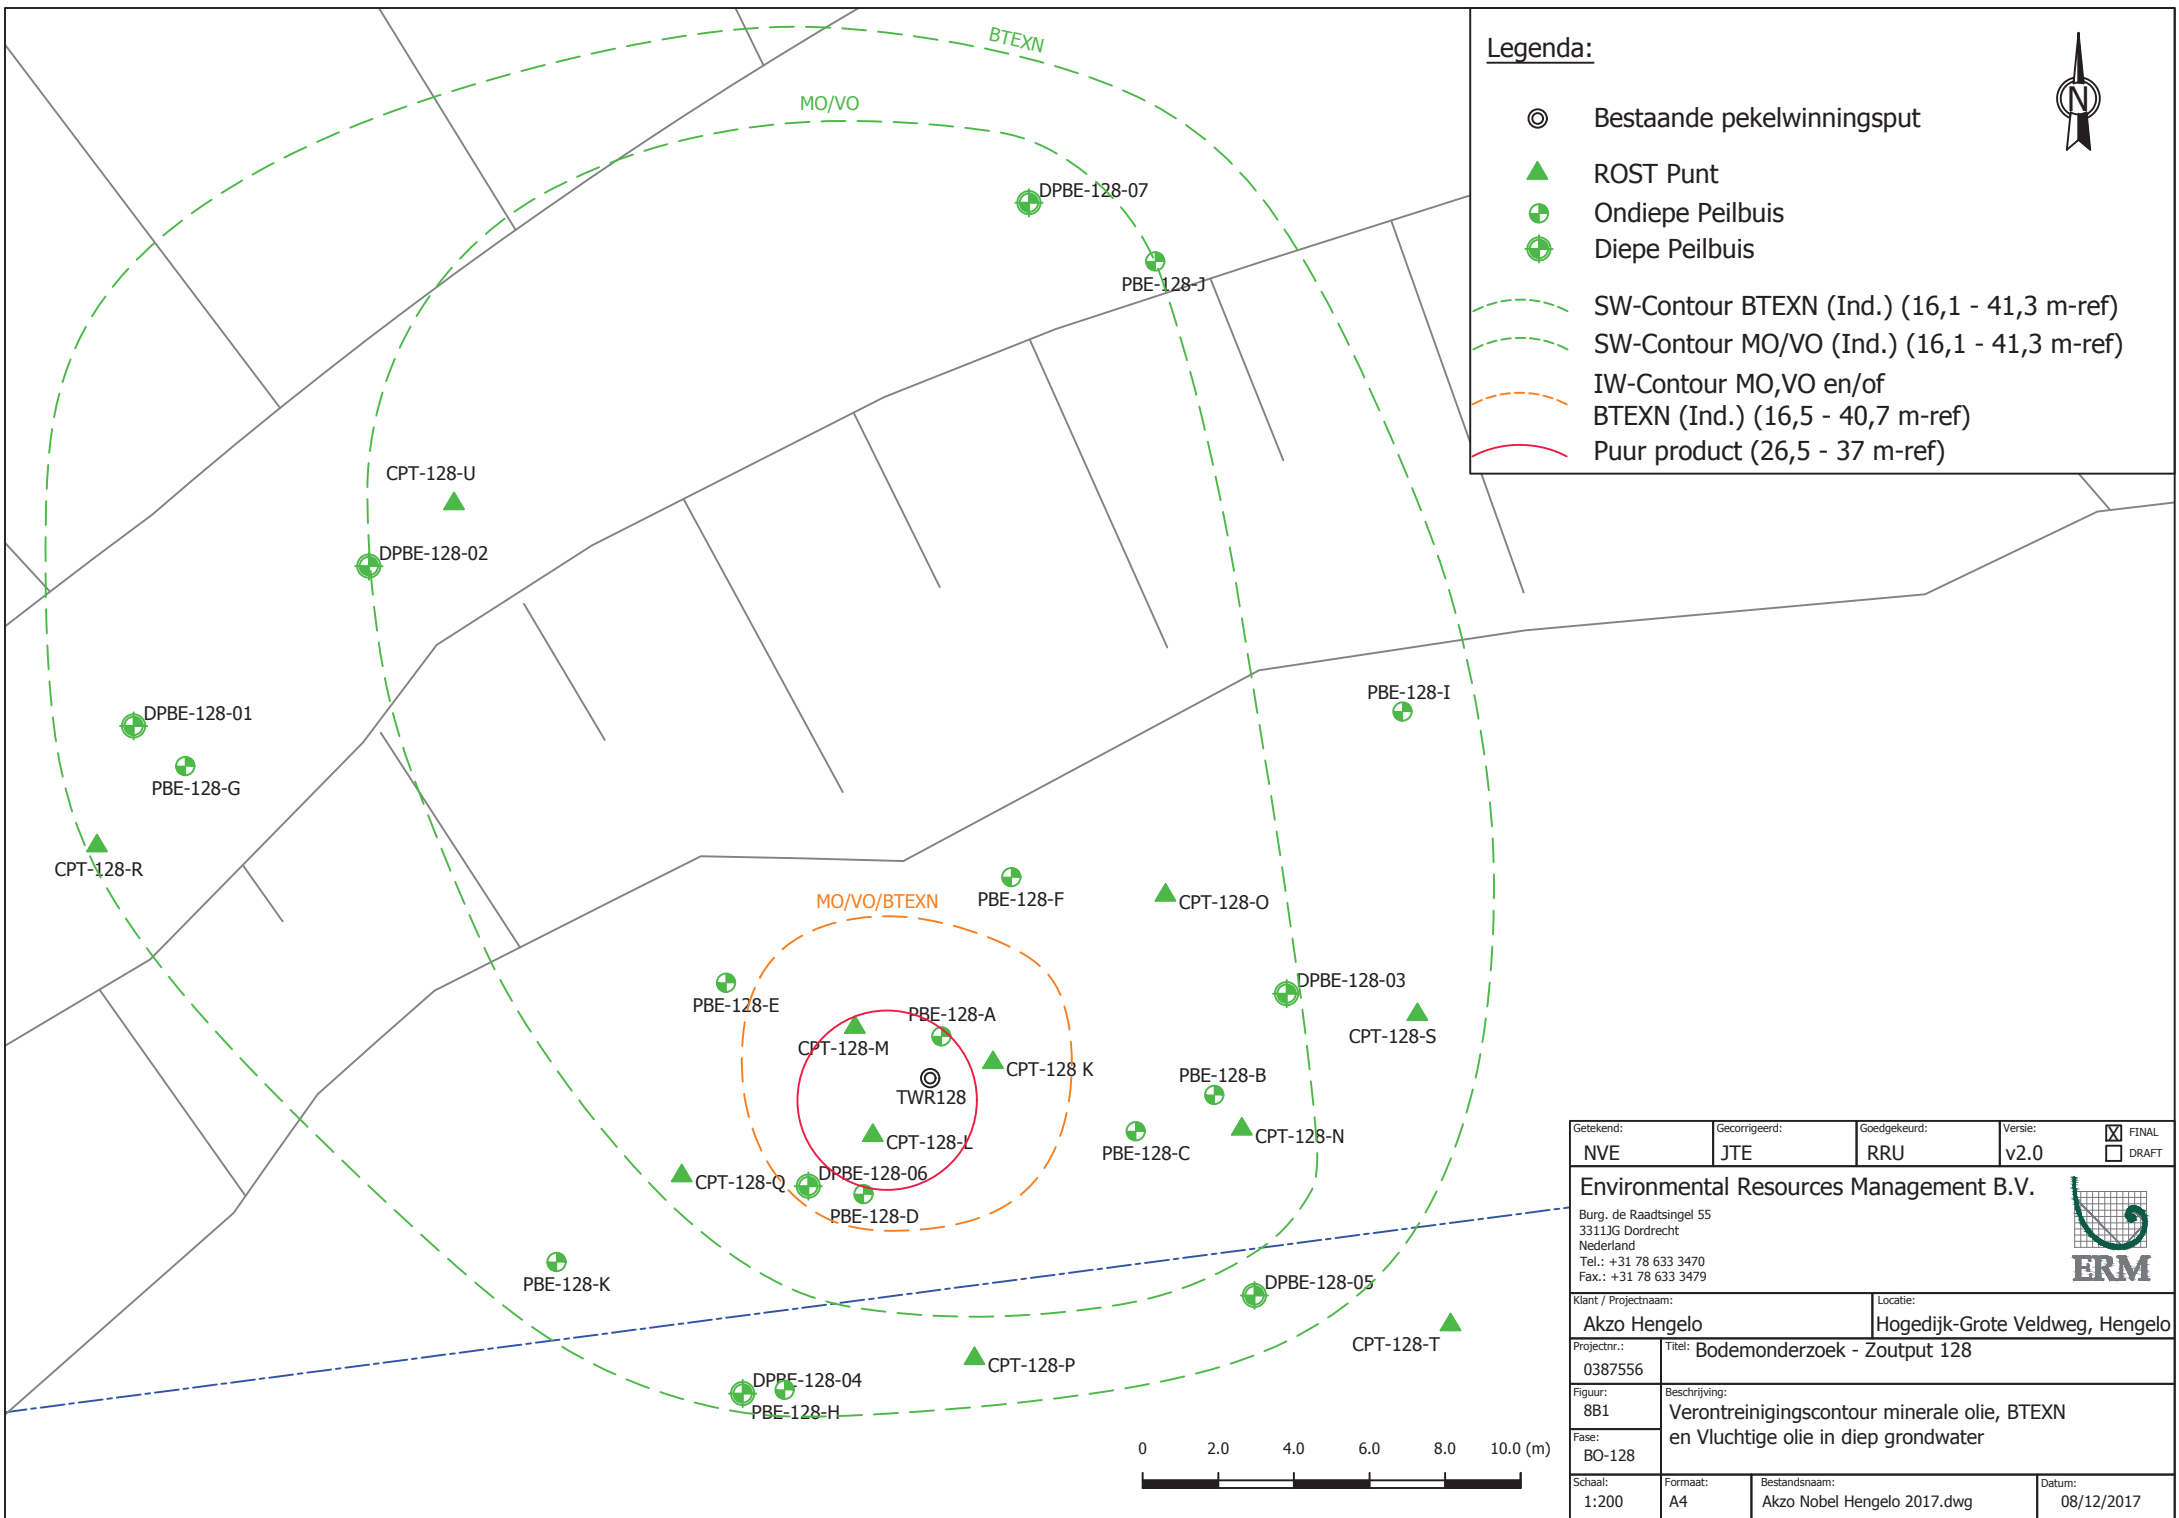 BTEXN
MO/VO
DPBE-128-07
PBE-128-J
CPT-128-U
DPBE-128-02
DPBE-128-01
PBE-128-G
CPT-128-R
PBE-128-I
PBE-128-F
CPT-128-O
MO/VO/BTEXN
PBE-128-E
DPBE-128-03
CPT-128-S
PBE-128-A
CPT-128-M
CPT-128 K
TWR128
PBE-128-B
CPT-128-N
PBE-128-C
CPT-128-L
CPT-128-Q
DPBE-128-06
PBE-128-D
PBE-128-K
DPBE-128-05
CPT-128-T
CPT-128-P
DPBE-128-04
PBE-128-H
0 2.0 4.0 6.0 8.0 10.0 (m)
Legenda:
N
Bestaande pekelwinningsput
ROST Punt
Ondiepe Peilbuis
Diepe Peilbuis
SW-Contour BTEXN (Ind.) (16,1 - 41,3 m-ref)
SW-Contour MO/VO (Ind.) (16,1 - 41,3 m-ref)
IW-Contour MO,VO en/of
BTEXN (Ind.) (16,5 - 40,7 m-ref)
Puur product (26,5 - 37 m-ref)
Getekend: Gecorrigeerd: Goedgekeurd: Versie: FINAL
NVE JTE RRU v2.0 DRAFT
Environmental Resources Management B.V.
Burg. de Raadtsingel 55
3311JG Dordrecht
Nederland
Tel.: +31 78 633 3470
Fax.: +31 78 633 3479
ERM
Klant / Projectnaam: Locatie:
Akzo Hengelo Hogedijk-Grote Veldweg, Hengelo
Projectnr.: Titel: Bodemonderzoek - Zoutput 128
0387556
Figuur: Beschrijving:
8B1 Verontreinigingscontour minerale olie, BTEXN
en Vluchtige olie in diep grondwater
Fase:
BO-128
Schaal: Formaat: Bestandsnaam: Datum:
1:200 A4 Akzo Nobel Hengelo 2017.dwg 08/12/2017